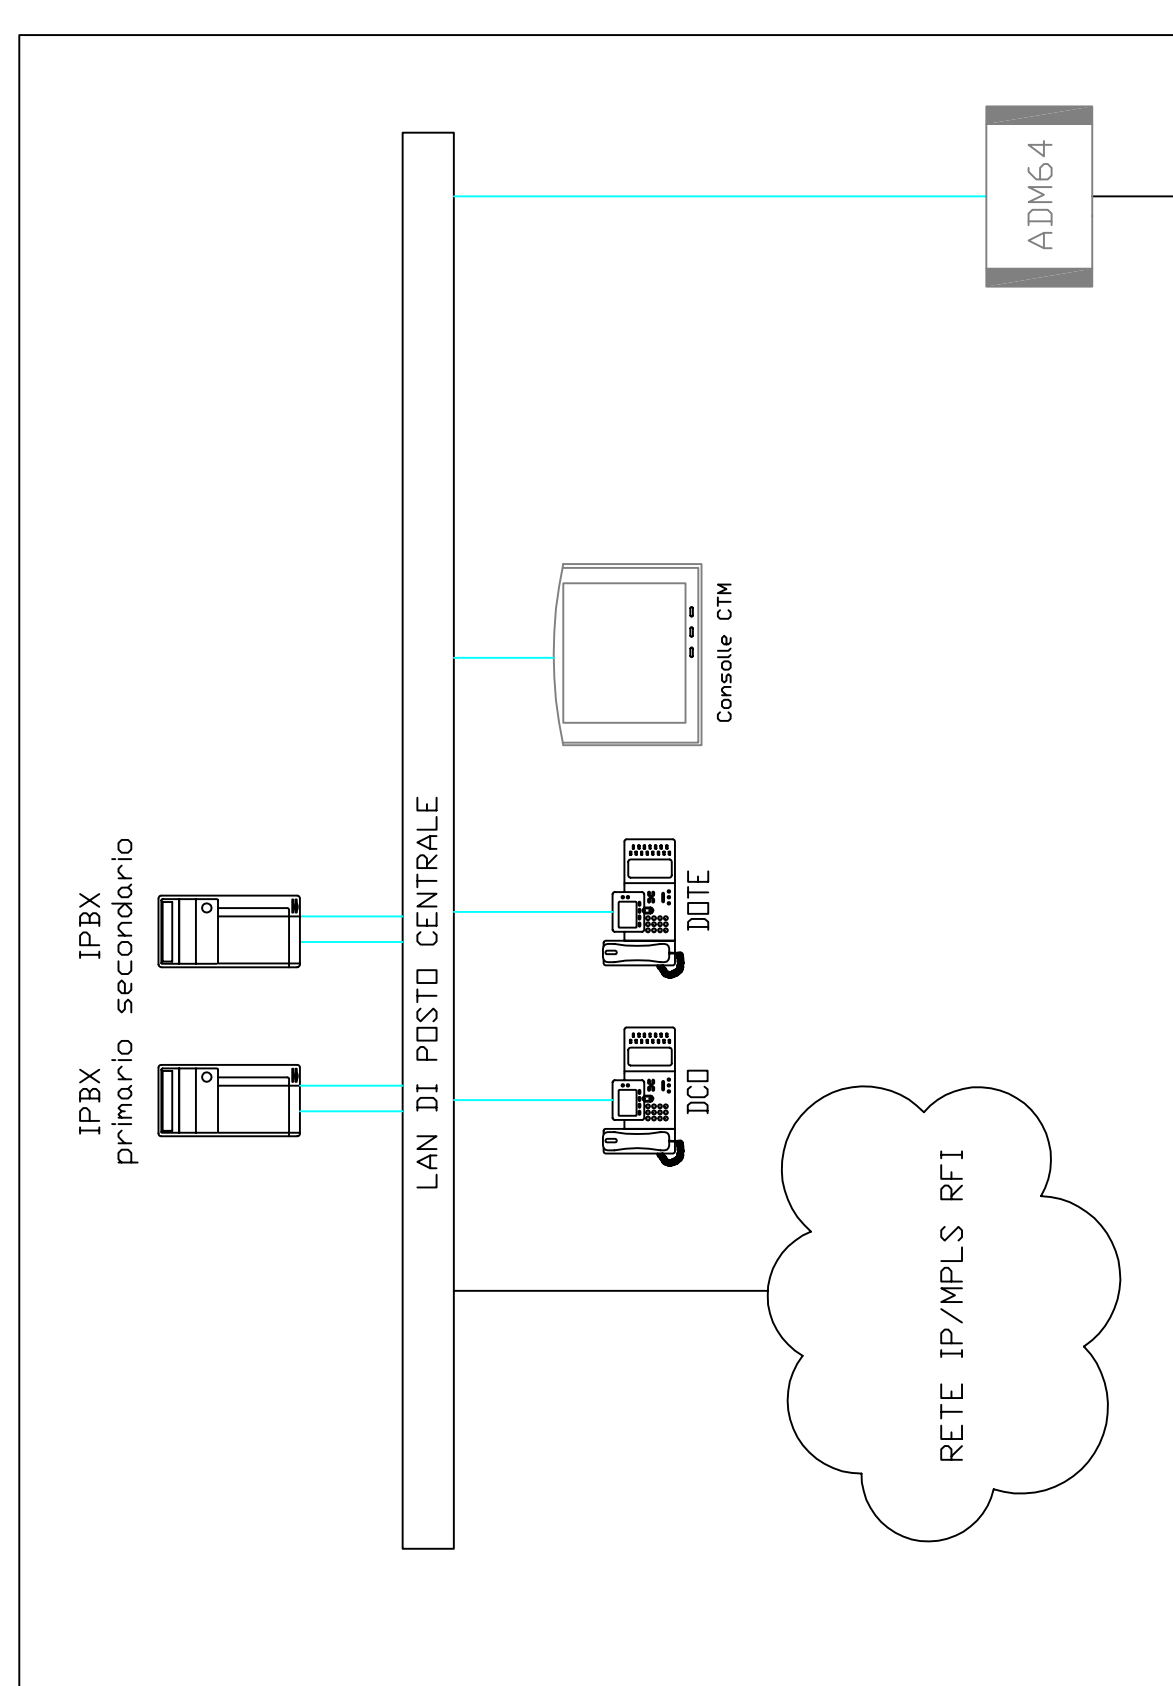 IPBX
primario
IPBX
secondario
LAN DI POSTO CENTRALE
DCO
DOTE
Consolle CTM
RETE IP/MPLS RFI
ADM64